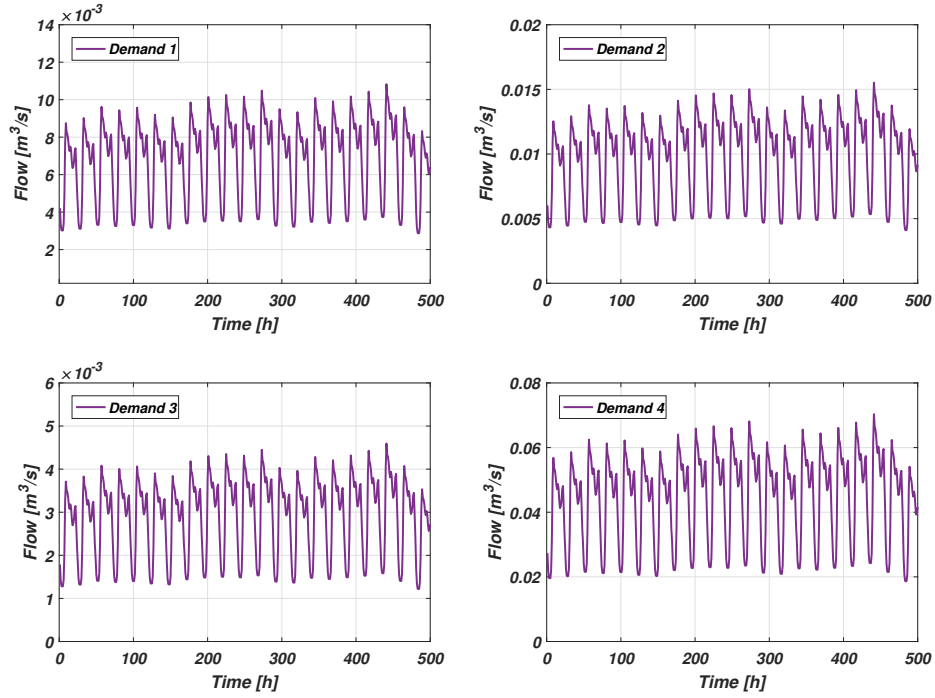 ×10⁻³
14
12
10
8
6
4
2
Flow [m³/s]
Demand 1
0 100 200 300 400 500
Time [h]
0.02
0.015
0.01
0.005
0
Flow [m³/s]
Demand 2
0 100 200 300 400 500
Time [h]
×10⁻³
6
5
4
3
2
1
0
Flow [m³/s]
Demand 3
0 100 200 300 400 500
Time [h]
0.08
0.06
0.04
0.02
0
Flow [m³/s]
Demand 4
0 100 200 300 400 500
Time [h]